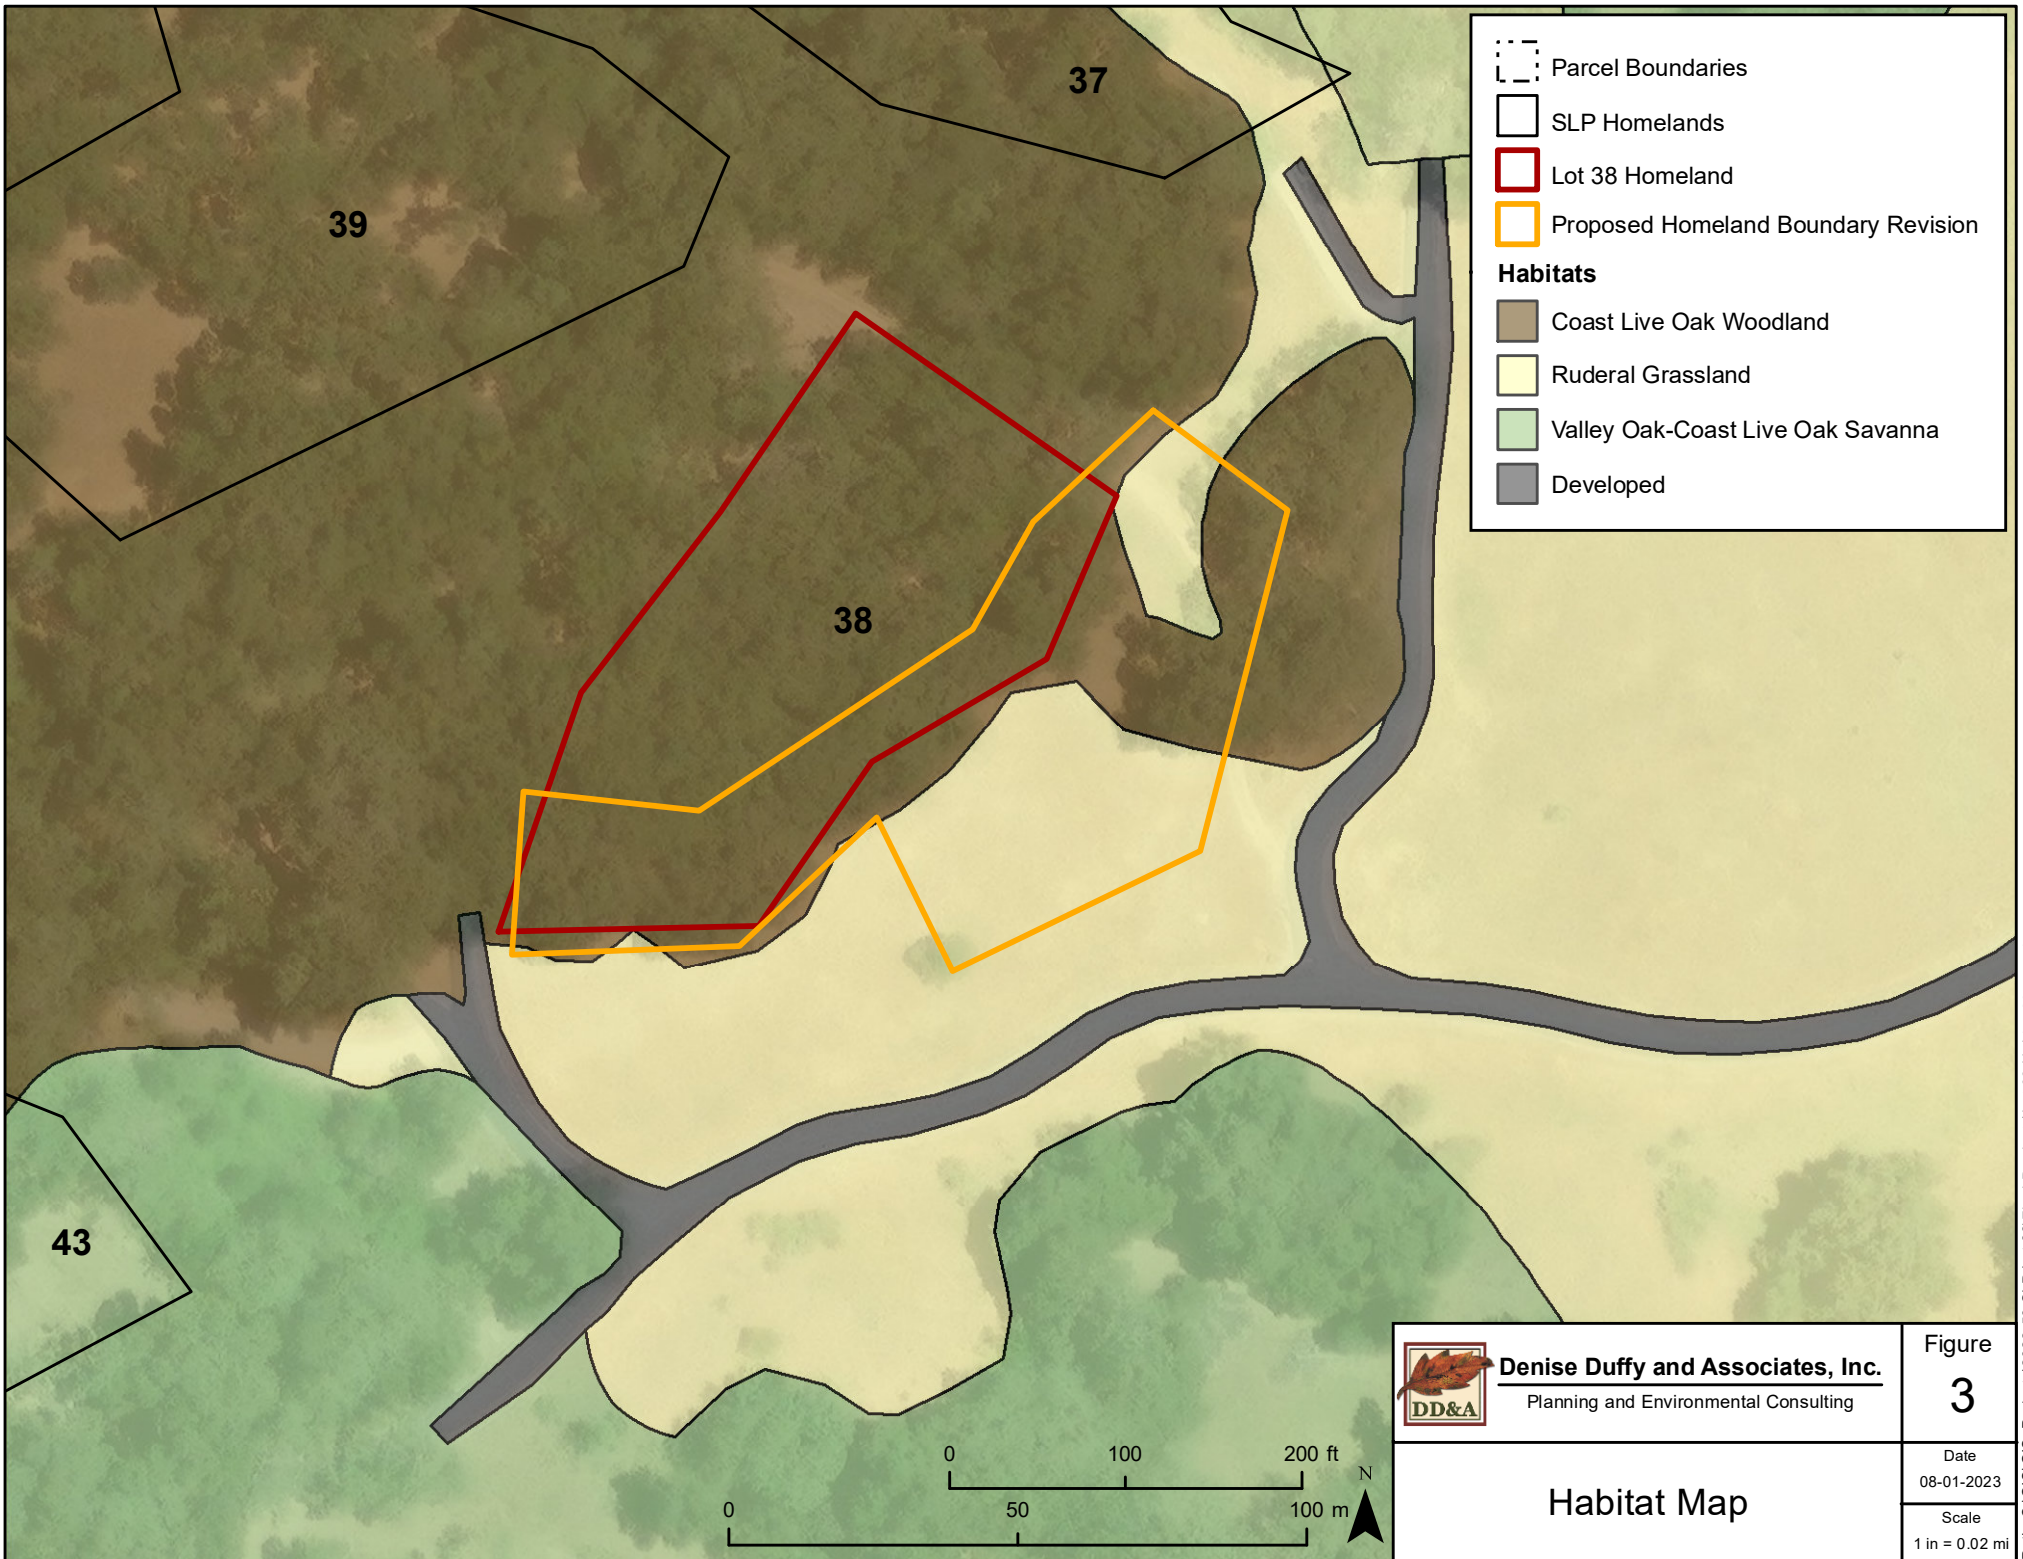 37
39
38
43
Parcel Boundaries
SLP Homelands
Lot 38 Homeland
Proposed Homeland Boundary Revision
Habitats
Coast Live Oak Woodland
Ruderal Grassland
Valley Oak-Coast Live Oak Savanna
Developed
0 100 200 ft
0 50 100 m
N
DD&A
Denise Duffy and Associates, Inc.
Planning and Environmental Consulting
Figure
3
Habitat Map
Date
08-01-2023
Scale
1 in = 0.02 mi